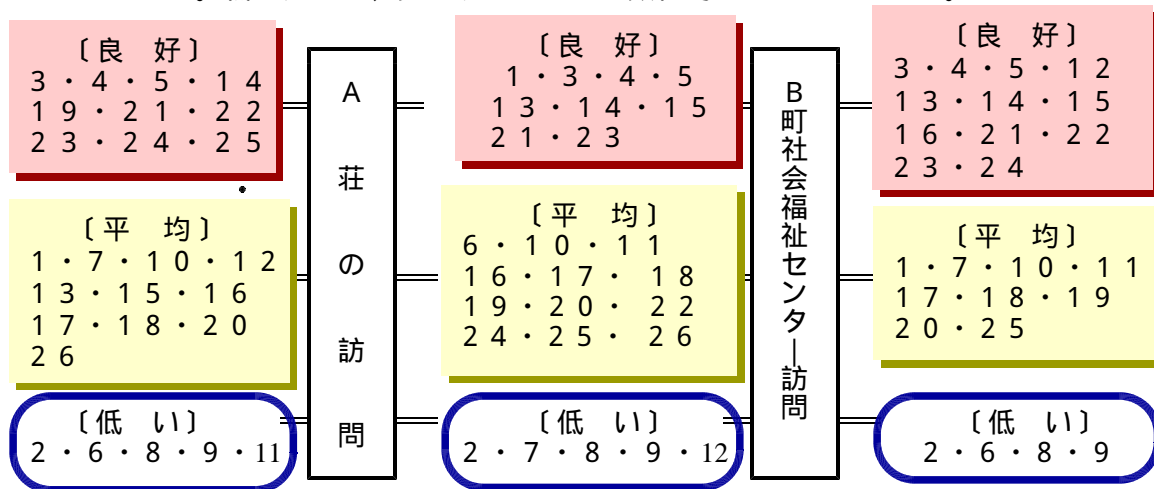 〔良 好〕
3・4・5・14
19・21・22
23・24・25
〔平 均〕
1・7・10・12
13・15・16
17・18・20
26
〔低 い〕
2・6・8・9・11
A荘の訪問
〔良 好〕
1・3・4・5
13・14・15
21・23
〔平 均〕
6・10・11
16・17・ 18
19・20・ 22
24・25・ 26
〔低 い〕
2・7・8・9・12
B町社会福祉センター訪問
〔良 好〕
3・4・5・12
13・14・15
16・21・22
23・24
〔平 均〕
1・7・10・11
17・18・19
20・25
〔低 い〕
2・6・8・9